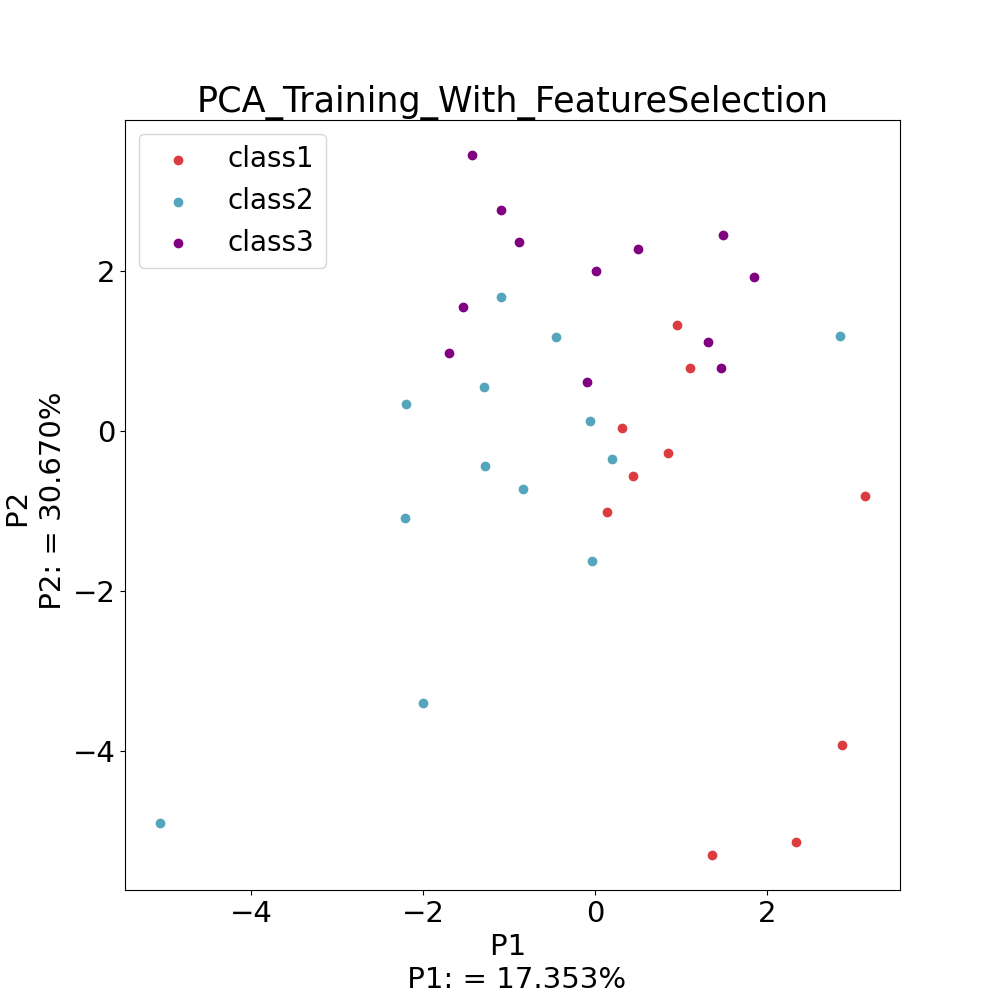 PCA_Training_With_FeatureSelection
class1
class2
class3
2
0
−2
−4
P2
P2: = 30.670%
−4
−2
0
2
P1
P1: = 17.353%